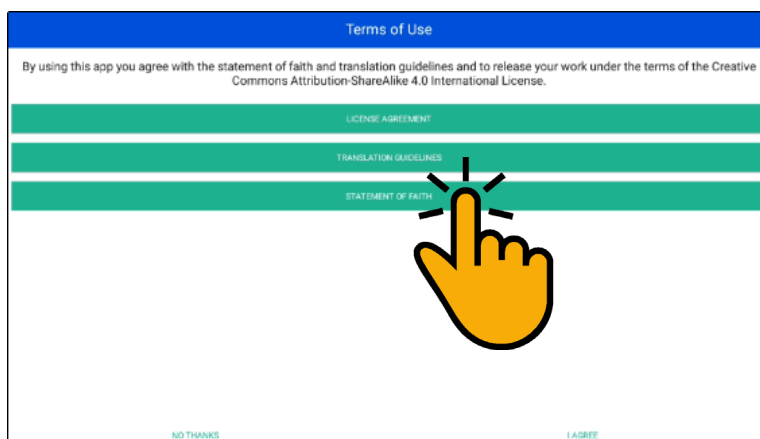 Terms of Use
By using this app you agree with the statement of faith and translation guidelines and to release your work under the terms of the Creative
Commons Attribution-ShareAlike 4.0 International License.
LICENSE AGREEMENT
TRANSLATION GUIDELINES
STATEMENT OF FAITH
NO THANKS
I AGREE